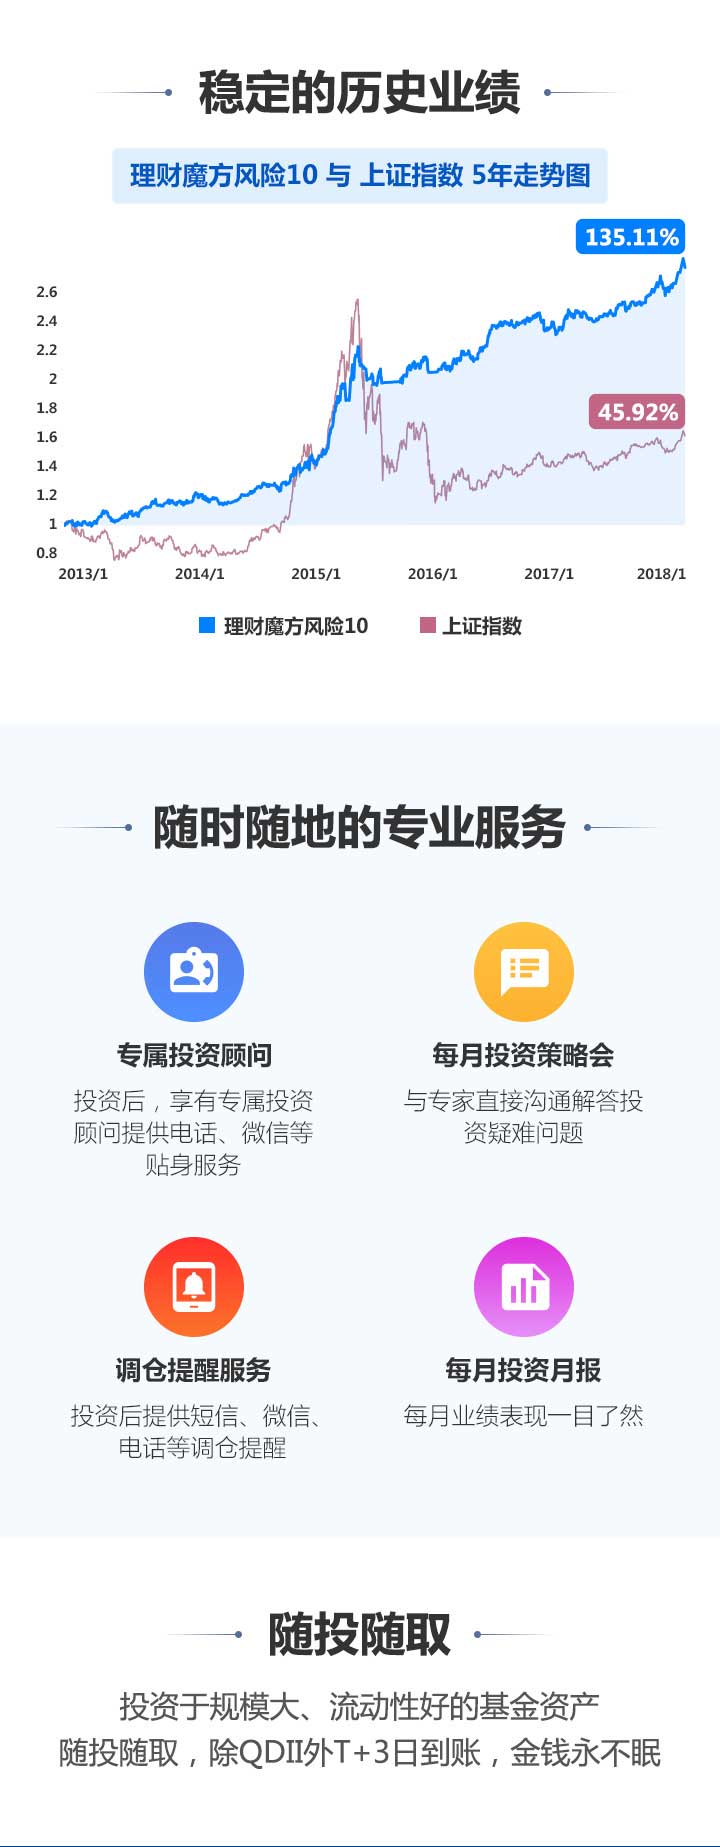 稳定的历史业绩
理财魔方风险10 与 上证指数 5年走势图
135.11%
2.6
2.4
2.2
2
1.8
45.92%
1.6
1.4
1.2
1
0.8
2013/1 2014/1 2015/1 2016/1 2017/1 2018/1
理财魔方风险10 上证指数
随时随地的专业服务
专属投资顾问
投资后，享有专属投资
顾问提供电话、微信等
贴身服务
每月投资策略会
与专家直接沟通解答投
资疑难问题
调仓提醒服务
投资后提供短信、微信、
电话等调仓提醒
每月投资月报
每月业绩表现一目了然
随投随取
投资于规模大、流动性好的基金资产
随投随取，除QDII外T+3日到账，金钱永不眠